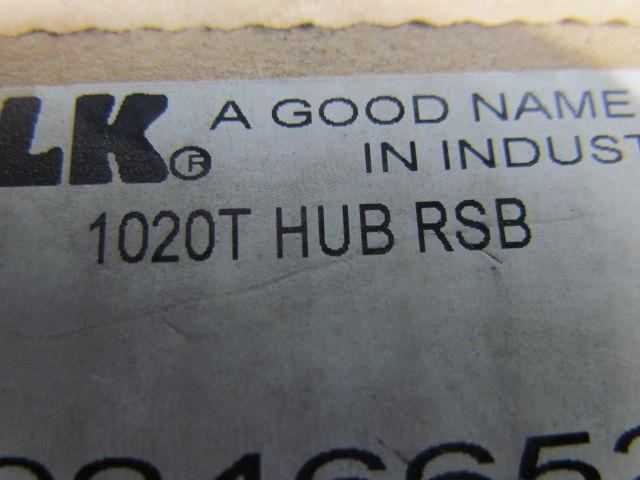 LK® A GOOD NAME
IN INDUST
1020T HUB RSB